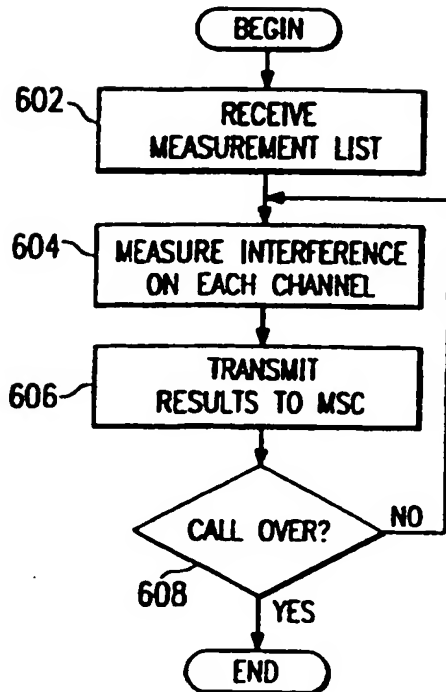 BEGIN
602
RECEIVE
MEASUREMENT LIST
604
MEASURE INTERFERENCE
ON EACH CHANNEL
TRANSMIT
RESULTS TO MSC
606
CALL OVER?
NO
608
YES
END